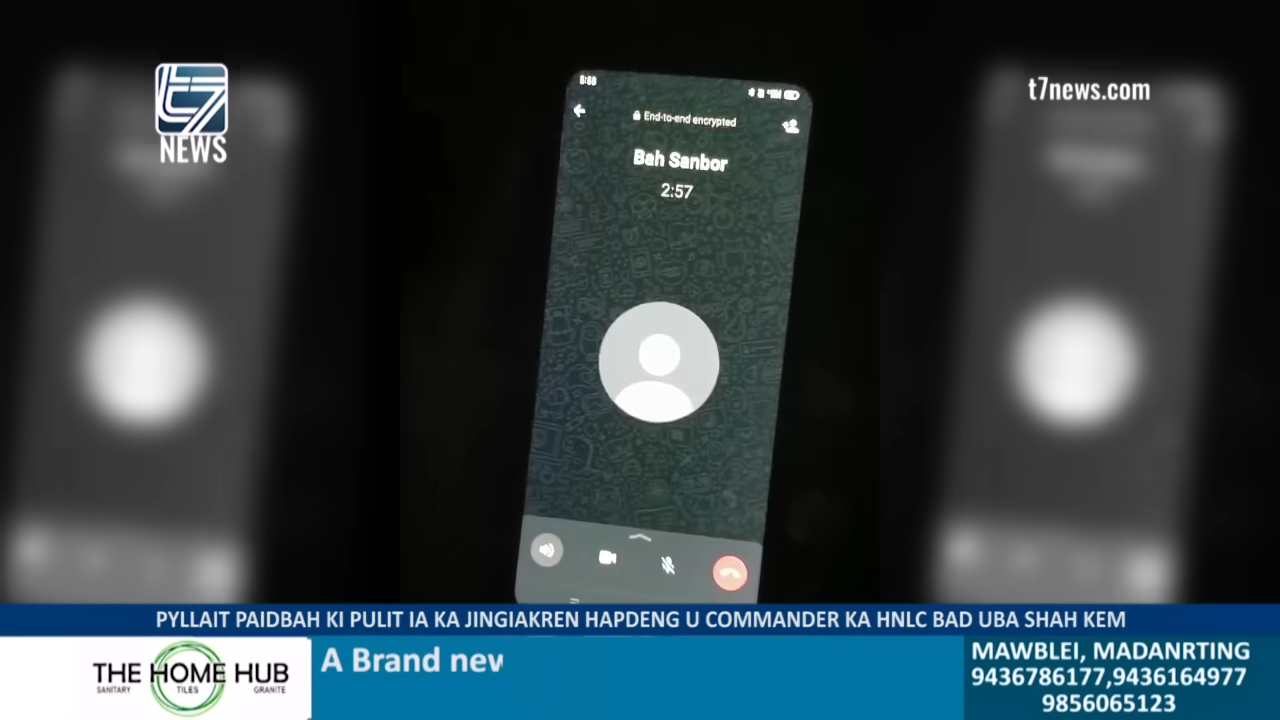 t7
NEWS
t7news.com
End-to-end encrypted
Bah Sanbor
2:57
PYLLAIT PAIDBAH KI PULIT IA KA JINGIAKREN HAPDENG U COMMANDER KA HNLC BAD UBA SHAH KEM
THE HOME HUB
SANITARY TILES GRANITE
A Brand nev
MAWBLEI, MADANRTING
9436786177,9436164977
9856065123